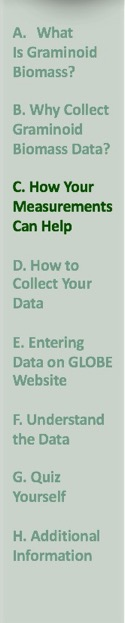 A. What
Is Graminoid
Biomass?
B. Why Collect
Graminoid
Biomass Data?
C. How Your
Measurements
Can Help
D. How to
Collect Your
Data
E. Entering
Data on GLOBE
Website
F. Understand
the Data
G. Quiz
Yourself
H. Additional
Information